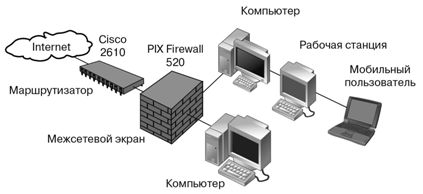 Internet
Cisco
2610
Маршрутизатор
PIX Firewall
520
Межсетевой экран
Компьютер
Рабочая станция
Мобильный
пользователь
Компьютер